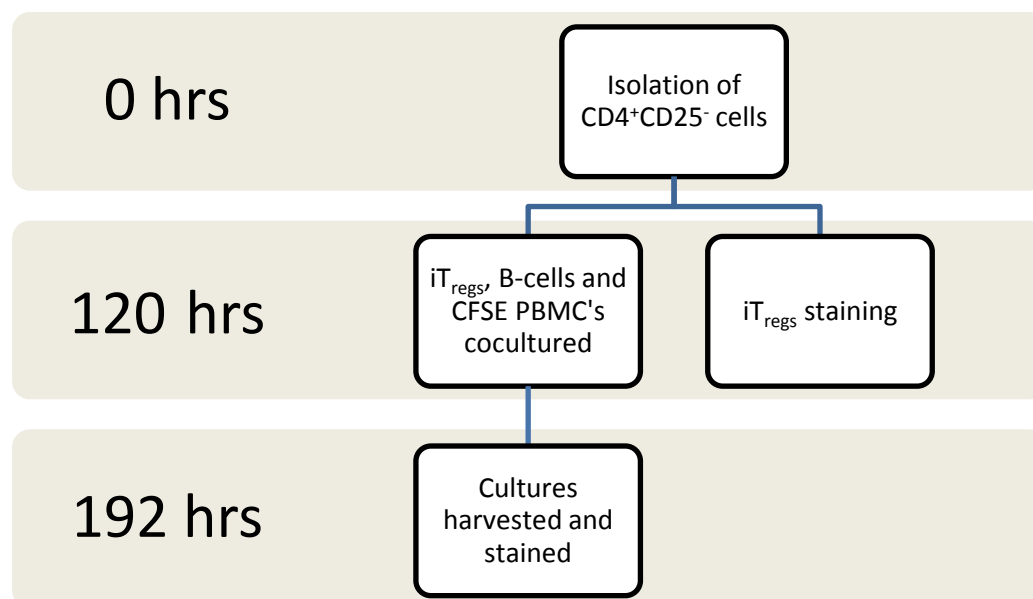 0 hrs
Isolation of
CD4⁺CD25⁻ cells
120 hrs
iTregs, B-cells and
CFSE PBMC's
cocultured
iTregs staining
192 hrs
Cultures
harvested and
stained